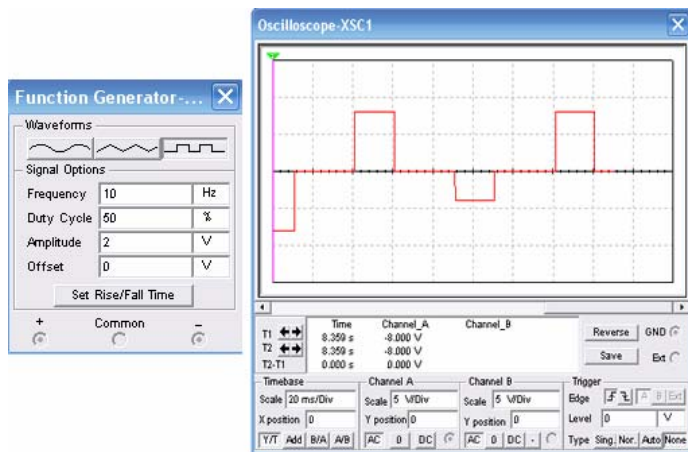 Function Generator-...
Waveforms
Signal Options
Frequency 10 Hz
Duty Cycle 50 %
Amplitude 2 V
Offset 0 V
Set Rise/Fall Time
+ Common −
Oscilloscope-XSC1
Time Channel_A Channel_B
T1 8.359 s -8.000 V
T2 8.359 s -8.000 V
T2-T1 0.000 s 0.000 V
Reverse GND
Save Ext
Timebase Channel A Channel B Trigger
Scale 20 ms/Div Scale 5 V/Div Scale 5 V/Div Edge A B Ext
X position 0 Y position 0 Y position 0 Level 0 V
Y/T Add B/A A/B AC 0 DC AC 0 DC - Type Sing. Nor. Auto None